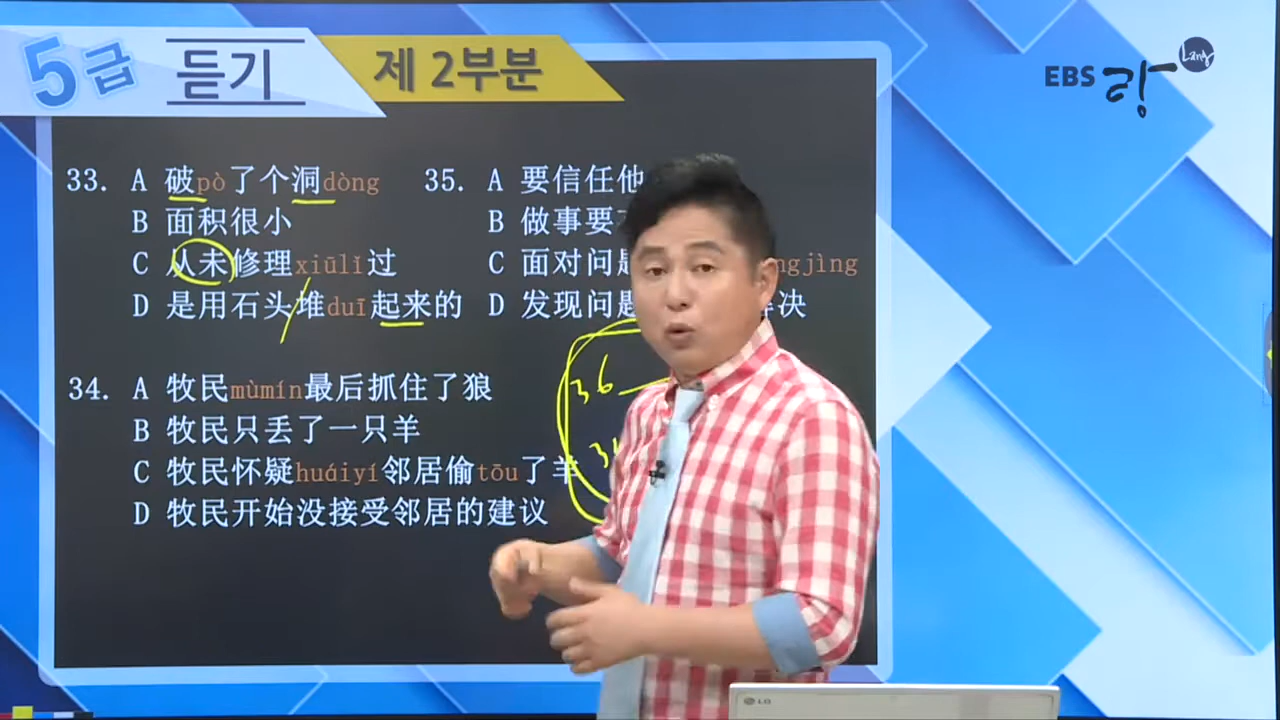 5급 듣기 제 2부분
EBS 랑 Lang
33. A 破pò了个洞dòng
B 面积很小
C 从未修理xiūlǐ过
D 是用石头堆duī起来的
34. A 牧民mùmín最后抓住了狼
B 牧民只丢了一只羊
C 牧民怀疑huáiyí邻居偷tōu了羊
D 牧民开始没接受邻居的建议
35. A 要信任他
B 做事要
C 面对问 ngjìng
D 发现问题 决
36
LG